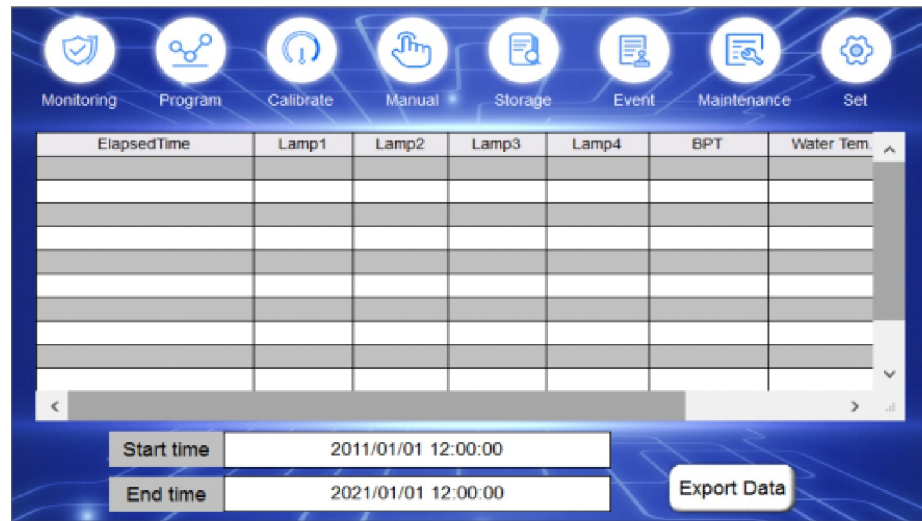 Monitoring Program Calibrate Manual Storage Event Maintenance Set
ElapsedTime Lamp1 Lamp2 Lamp3 Lamp4 BPT Water Tem.
Start time 2011/01/01 12:00:00
End time 2021/01/01 12:00:00
Export Data